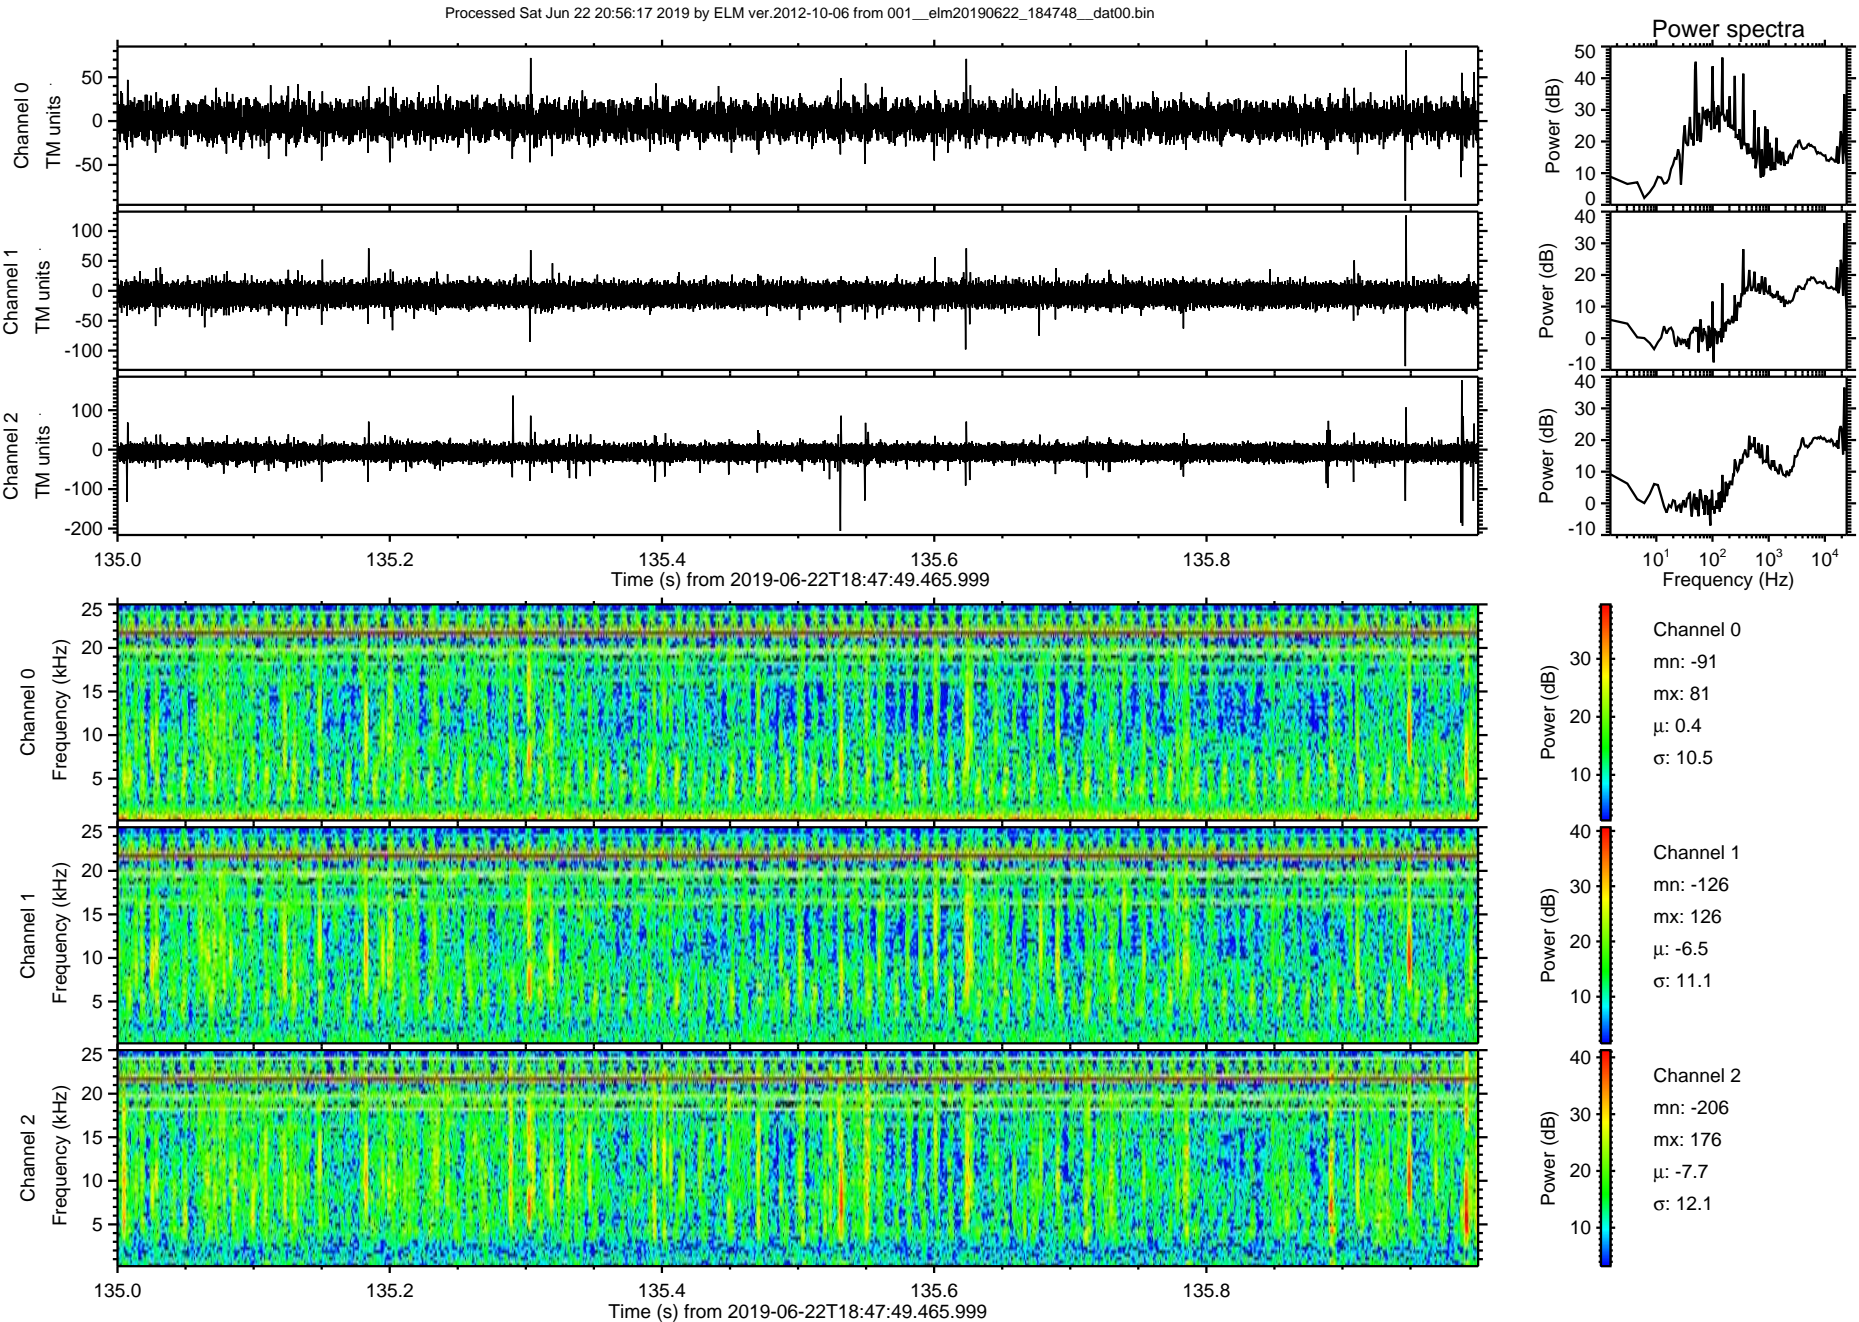 Processed Sat Jun 22 20:56:17 2019 by ELM ver.2012-10-06 from 001__elm20190622_184748__dat00.bin
Power spectra
Channel 0
TM units
50
0
-50
Power (dB)
50
40
30
20
10
0
Channel 1
TM units
100
50
0
-50
-100
Power (dB)
40
30
20
10
0
-10
Channel 2
TM units
100
0
-100
-200
Power (dB)
40
30
20
10
0
-10
135.0 135.2 135.4 135.6 135.8
Time (s) from 2019-06-22T18:47:49.465.999
10¹ 10² 10³ 10⁴
Frequency (Hz)
Channel 0
Frequency (kHz)
25
20
15
10
5
Power (dB)
30
20
10
Channel 0
mn: -91
mx: 81
μ: 0.4
σ: 10.5
Channel 1
Frequency (kHz)
25
20
15
10
5
Power (dB)
40
30
20
10
Channel 1
mn: -126
mx: 126
μ: -6.5
σ: 11.1
Channel 2
Frequency (kHz)
25
20
15
10
5
Power (dB)
40
30
20
10
Channel 2
mn: -206
mx: 176
μ: -7.7
σ: 12.1
135.0 135.2 135.4 135.6 135.8
Time (s) from 2019-06-22T18:47:49.465.999